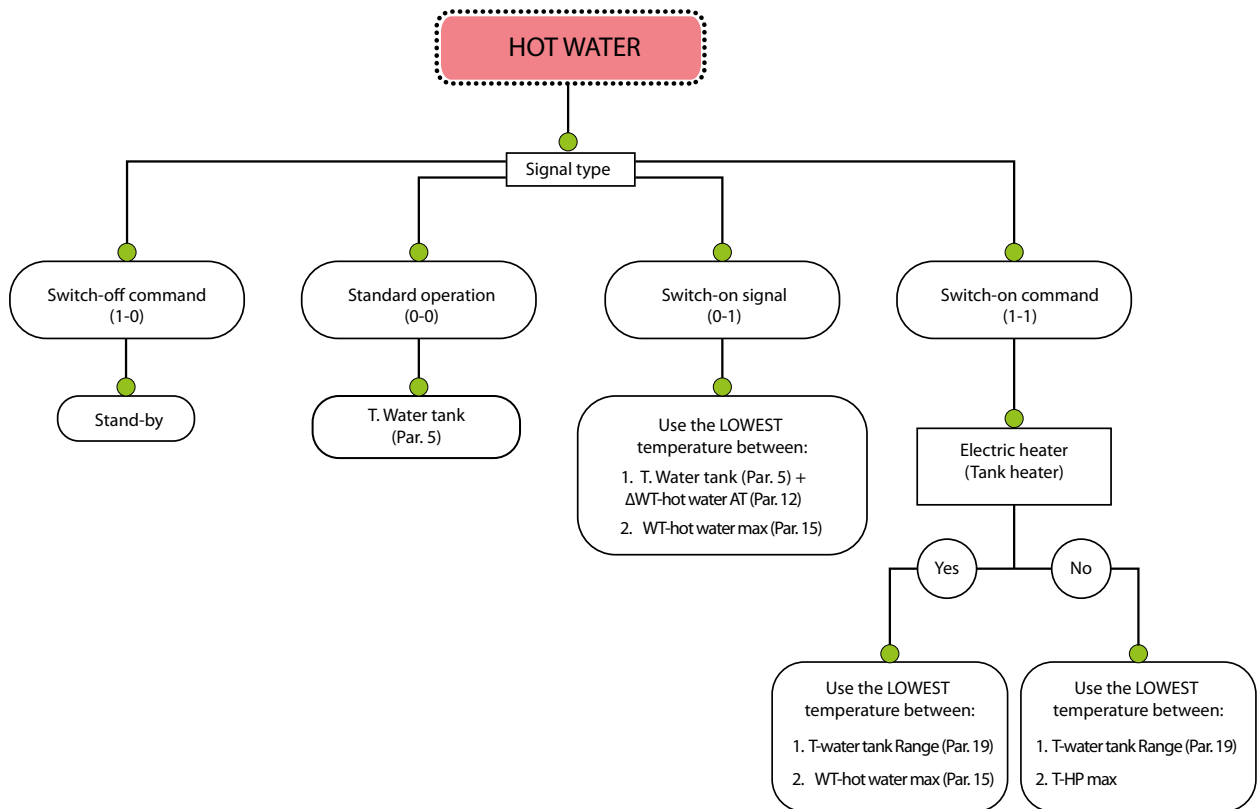 HOT WATER
Signal type
Switch-off command
(1-0)
Stand-by
Standard operation
(0-0)
T. Water tank
(Par. 5)
Switch-on signal
(0-1)
Use the LOWEST
temperature between:
1. T. Water tank (Par. 5) +
ΔWT-hot water AT (Par. 12)
2. WT-hot water max (Par. 15)
Switch-on command
(1-1)
Electric heater
(Tank heater)
Yes
No
Use the LOWEST
temperature between:
1. T-water tank Range (Par. 19)
2. WT-hot water max (Par. 15)
Use the LOWEST
temperature between:
1. T-water tank Range (Par. 19)
2. T-HP max